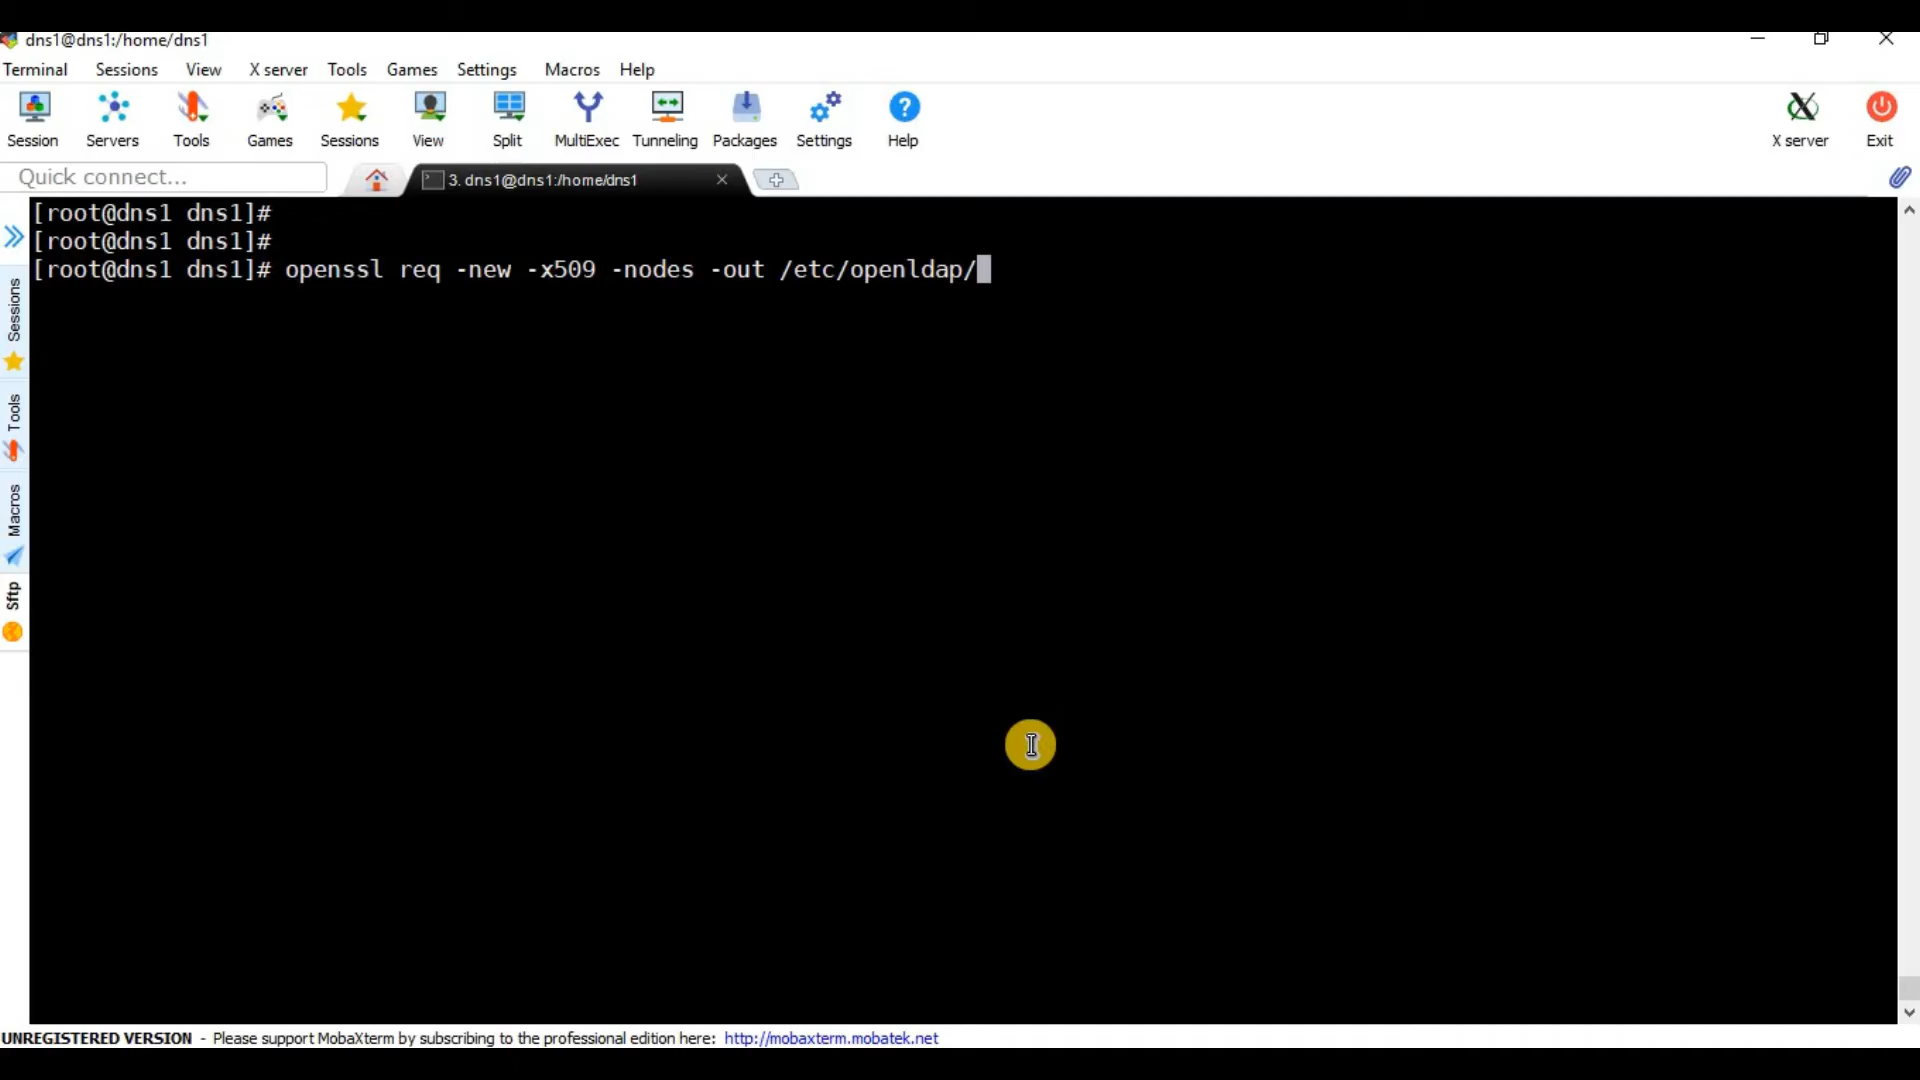 dns1@dns1:/home/dns1
Terminal Sessions View X server Tools Games Settings Macros Help
Session Servers Tools Games Sessions View Split MultiExec Tunneling Packages Settings Help X server Exit
Quick connect...
3. dns1@dns1:/home/dns1
[root@dns1 dns1]#
[root@dns1 dns1]#
[root@dns1 dns1]# openssl req -new -x509 -nodes -out /etc/openldap/
Sessions
Tools
Macros
Sftp
UNREGISTERED VERSION - Please support MobaXterm by subscribing to the professional edition here: http://mobaxterm.mobatek.net